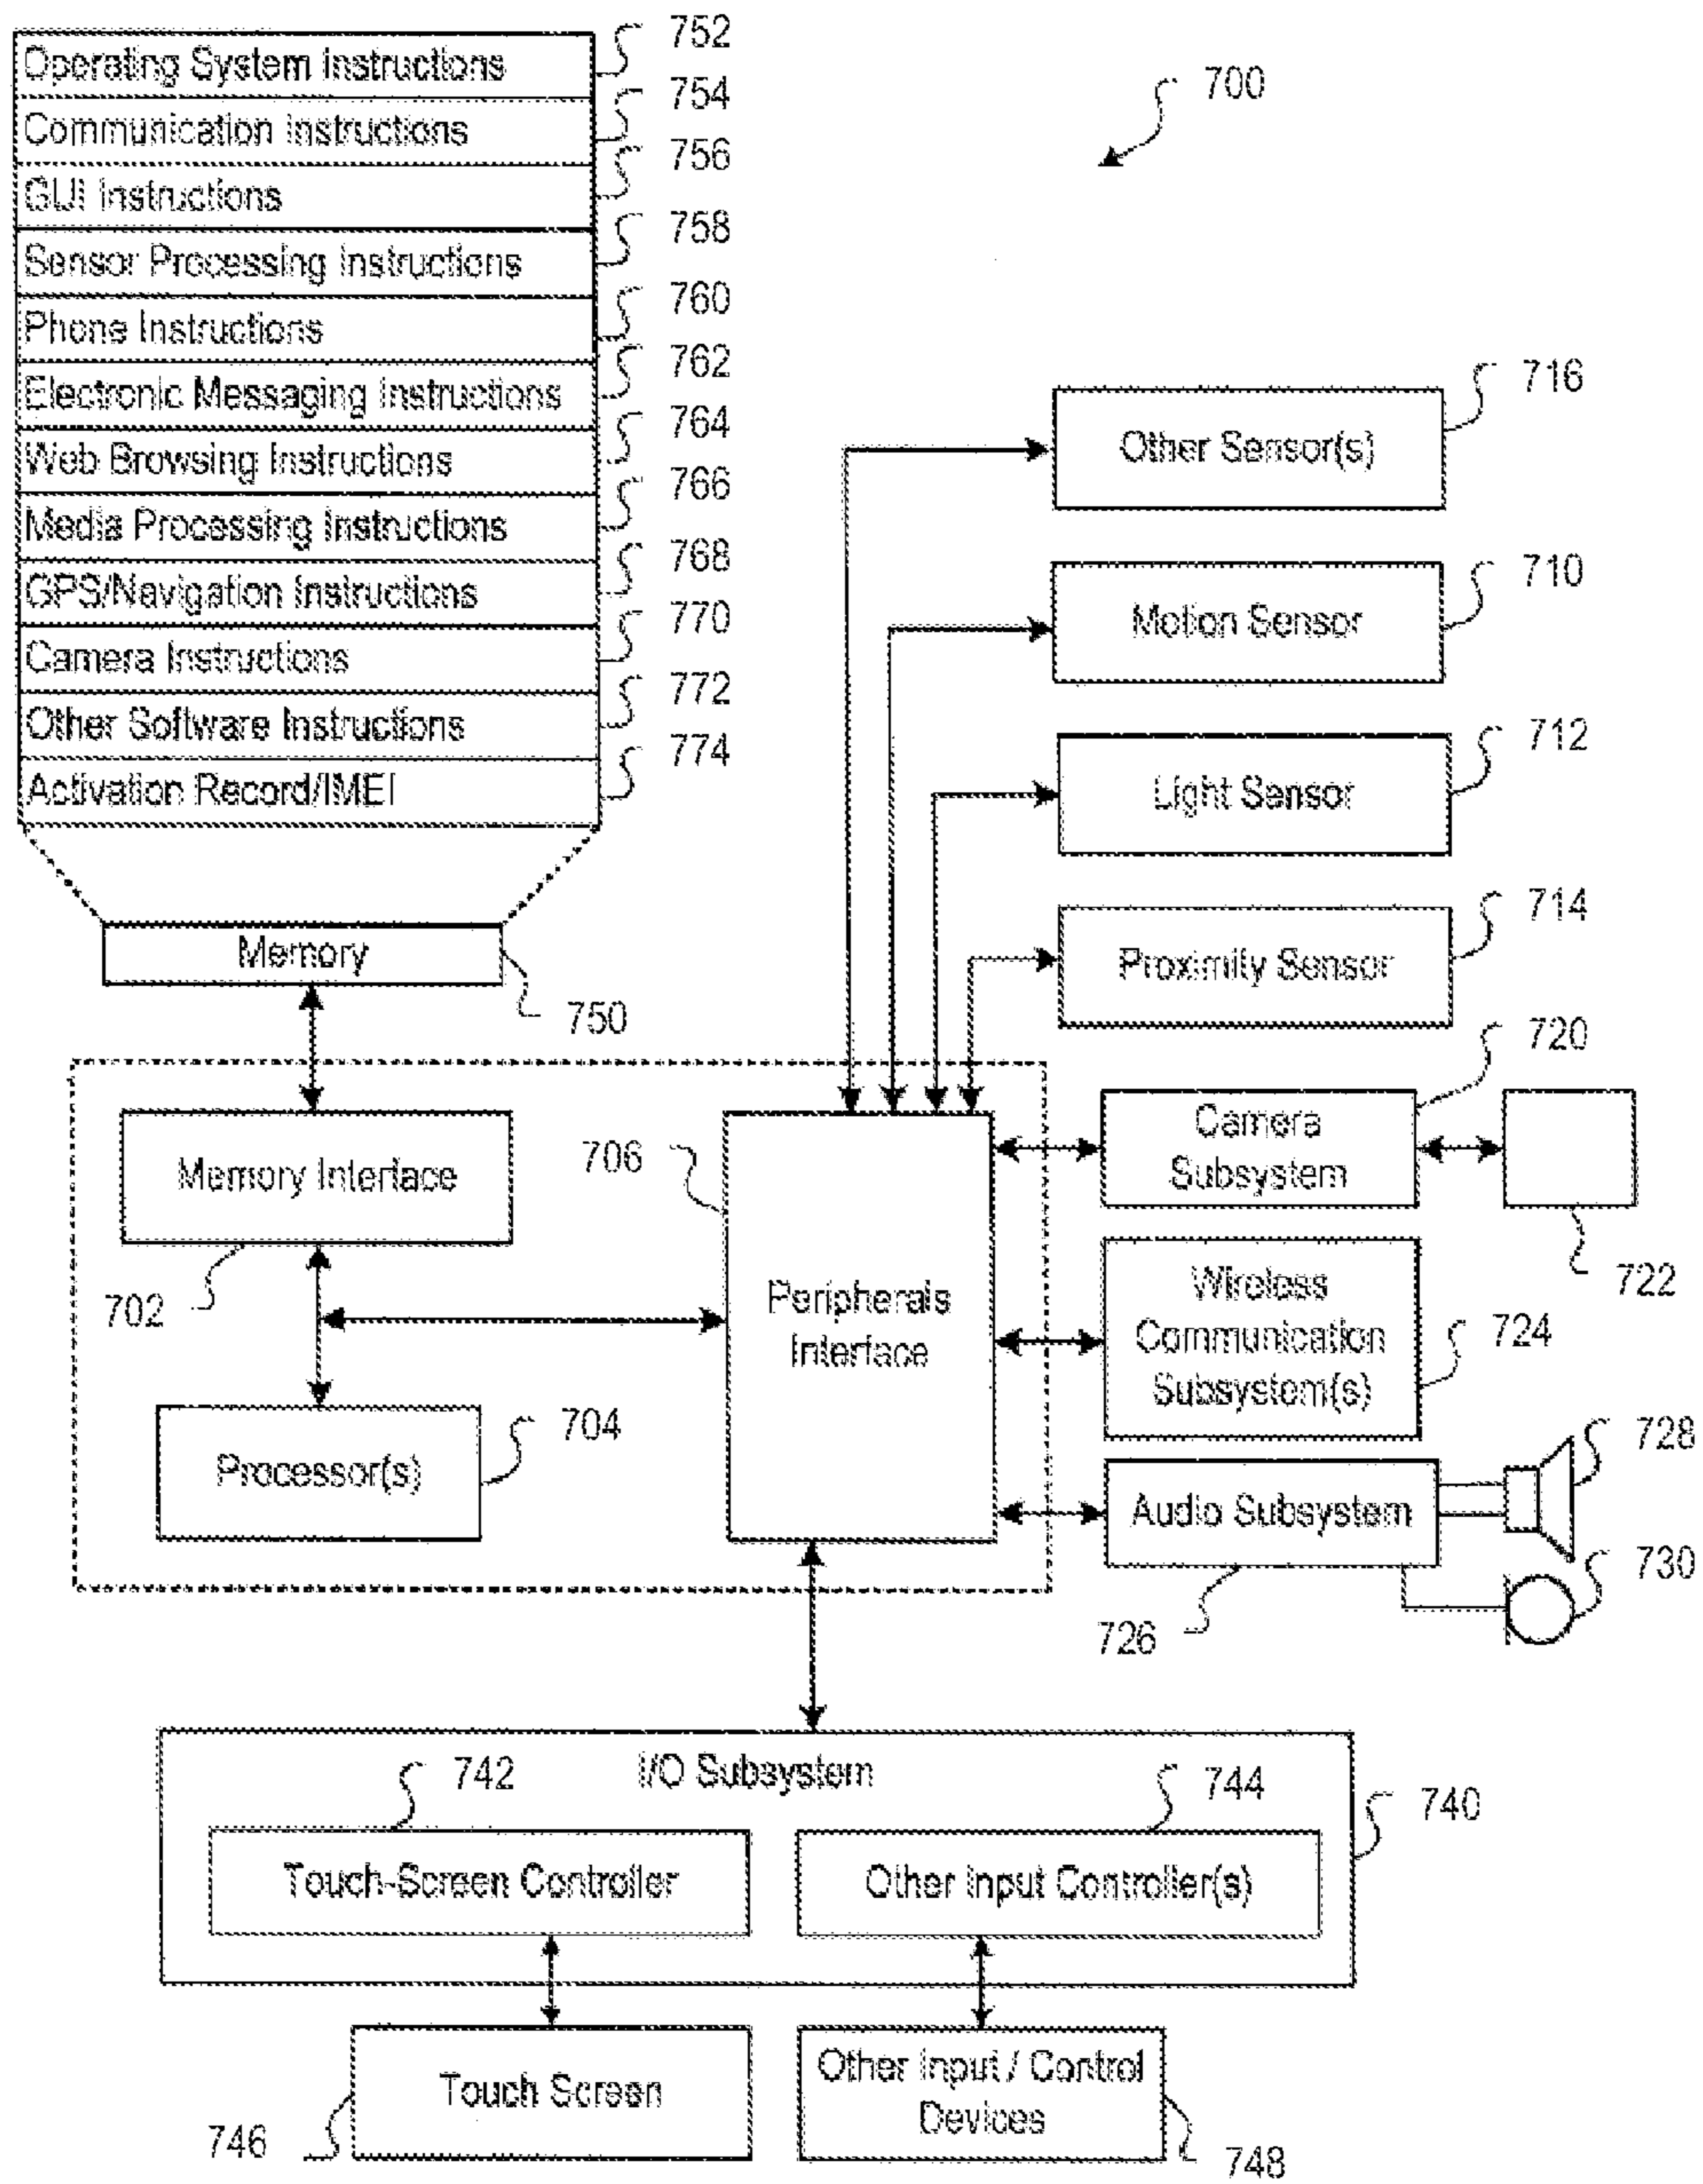 752
Operating System Instructions
700
754
Communication Instructions
756
GUI Instructions
758
Sensor Processing Instructions
760
Phone Instructions
762
Electronic Messaging Instructions
764
Web Browsing Instructions
766
Media Processing Instructions
768
GPS/Navigation Instructions
770
Camera Instructions
772
Other Software Instructions
774
Activation Record/IMEI
Memory
750
716
Other Sensor(s)
710
Motion Sensor
712
Light Sensor
714
Proximity Sensor
720
Camera
Subsystem
722
Memory Interface
702
706
Peripherals
Interface
Wireless
Communication
Subsystem(s)
724
704
Processor(s)
728
Audio Subsystem
730
726
I/O Subsystem
742
744
740
Touch-Screen Controller
Other Input Controller(s)
Touch Screen
746
Other Input / Control
Devices
748